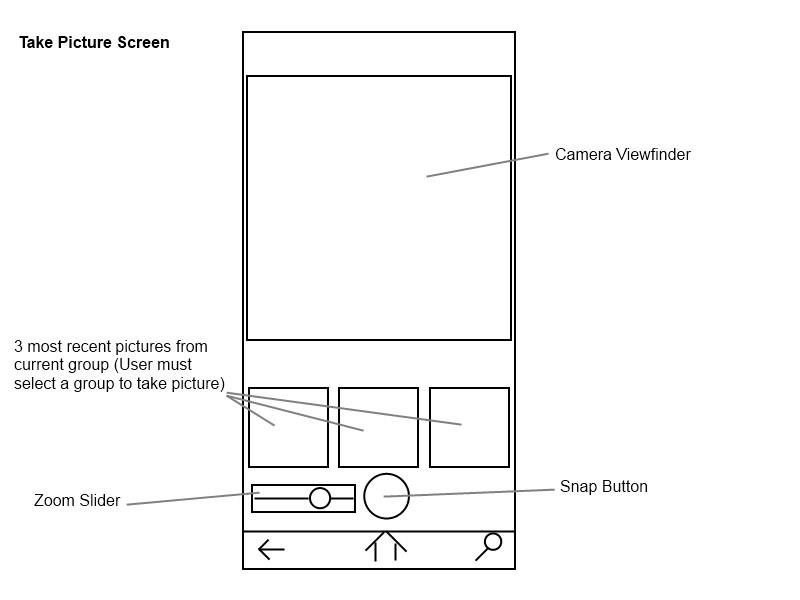 Take Picture Screen
Camera Viewfinder
3 most recent pictures from
current group (User must
select a group to take picture)
Zoom Slider
Snap Button